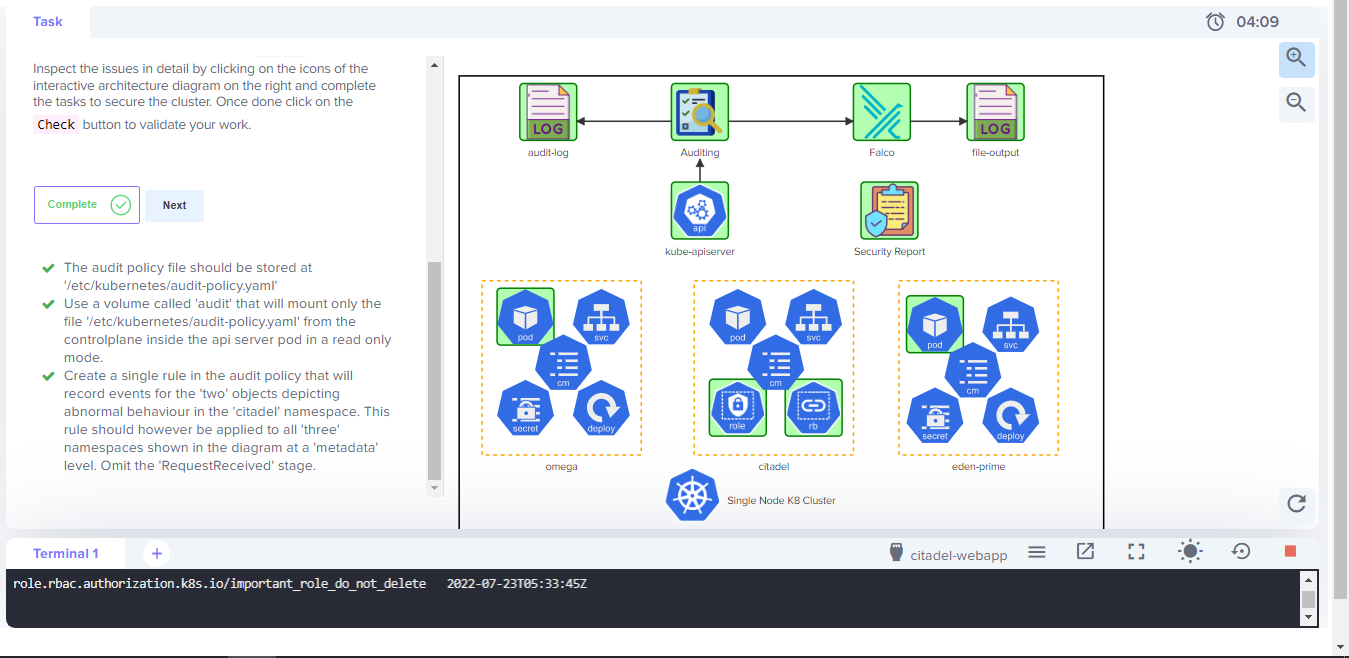 Task
04:09
Inspect the issues in detail by clicking on the icons of the
interactive architecture diagram on the right and complete
the tasks to secure the cluster. Once done click on the
Check button to validate your work.
Complete
Next
The audit policy file should be stored at
'/etc/kubernetes/audit-policy.yaml'
Use a volume called 'audit' that will mount only the
file '/etc/kubernetes/audit-policy.yaml' from the
controlplane inside the api server pod in a read only
mode.
Create a single rule in the audit policy that will
record events for the 'two' objects depicting
abnormal behaviour in the 'citadel' namespace. This
rule should however be applied to all 'three'
namespaces shown in the diagram at a 'metadata'
level. Omit the 'RequestReceived' stage.
LOG
LOG
audit-log
Auditing
Falco
file-output
api
kube-apiserver
Security Report
pod
svc
cm
secret
deploy
omega
pod
svc
cm
role
rb
citadel
pod
svc
cm
secret
deploy
eden-prime
Single Node K8 Cluster
Terminal 1
+
citadel-webapp
role.rbac.authorization.k8s.io/important_role_do_not_delete 2022-07-23T05:33:45Z